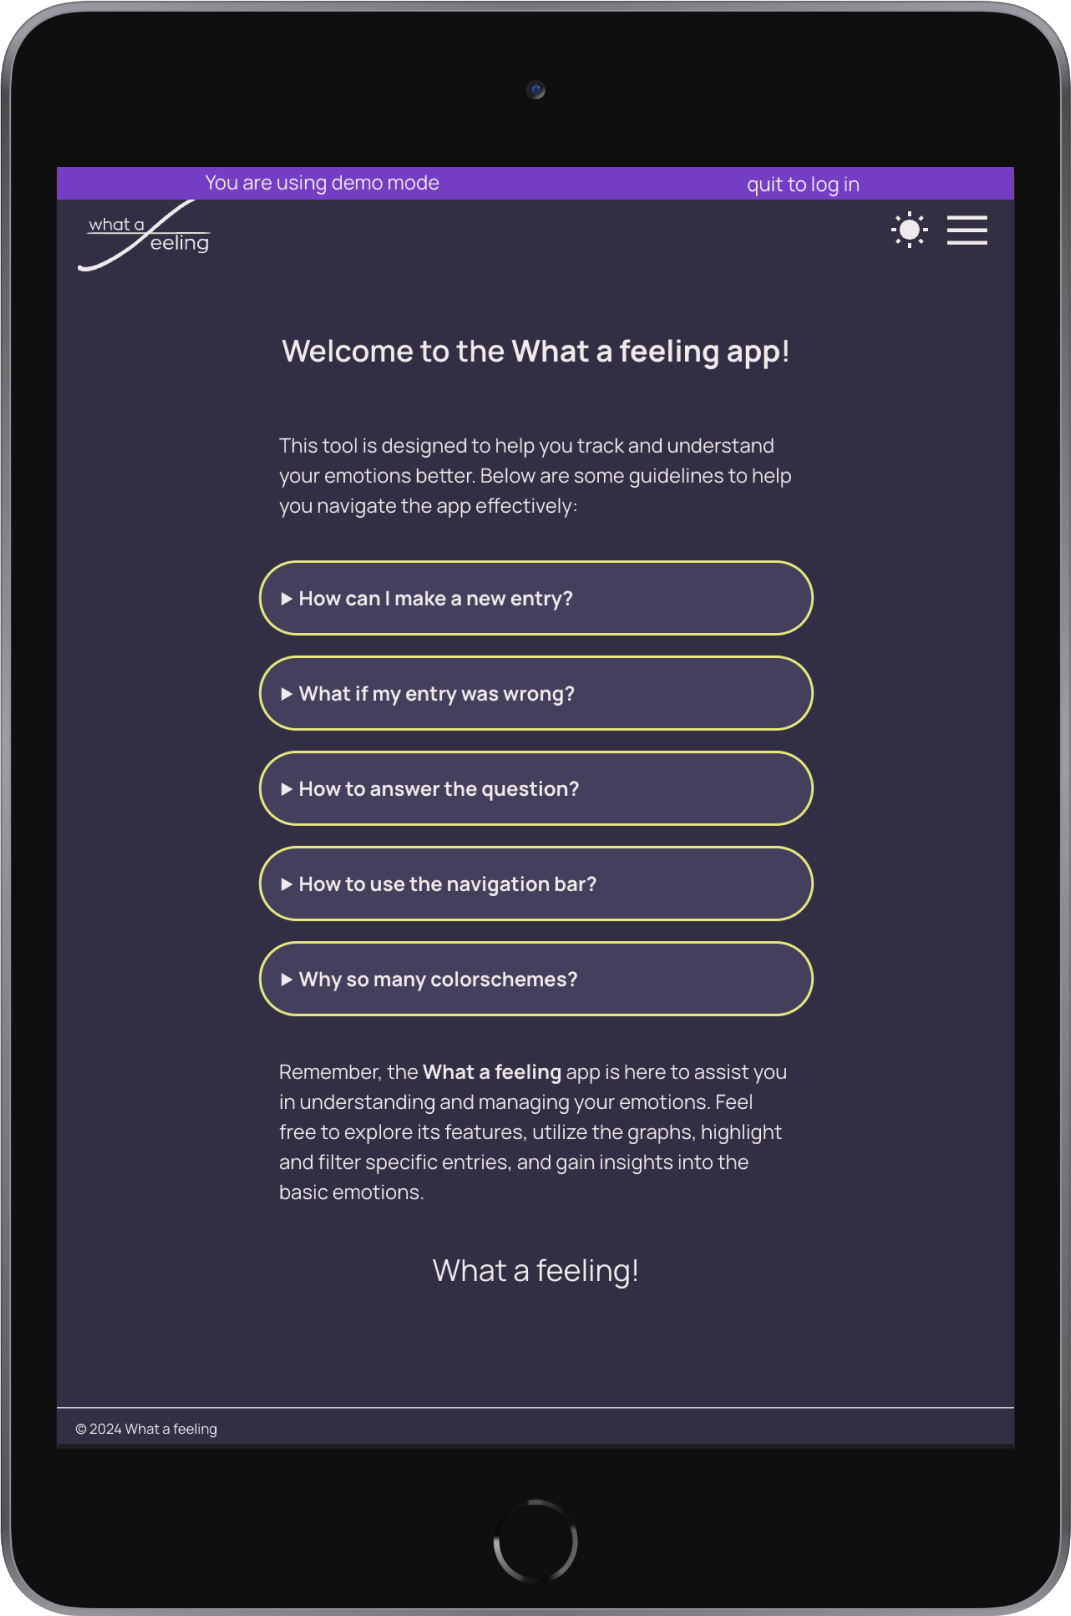 You are using demo mode
quit to log in
what a
feeling
Welcome to the What a feeling app!
This tool is designed to help you track and understand
your emotions better. Below are some guidelines to help
you navigate the app effectively:
How can I make a new entry?
What if my entry was wrong?
How to answer the question?
How to use the navigation bar?
Why so many colorschemes?
Remember, the What a feeling app is here to assist you
in understanding and managing your emotions. Feel
free to explore its features, utilize the graphs, highlight
and filter specific entries, and gain insights into the
basic emotions.
What a feeling!
© 2024 What a feeling